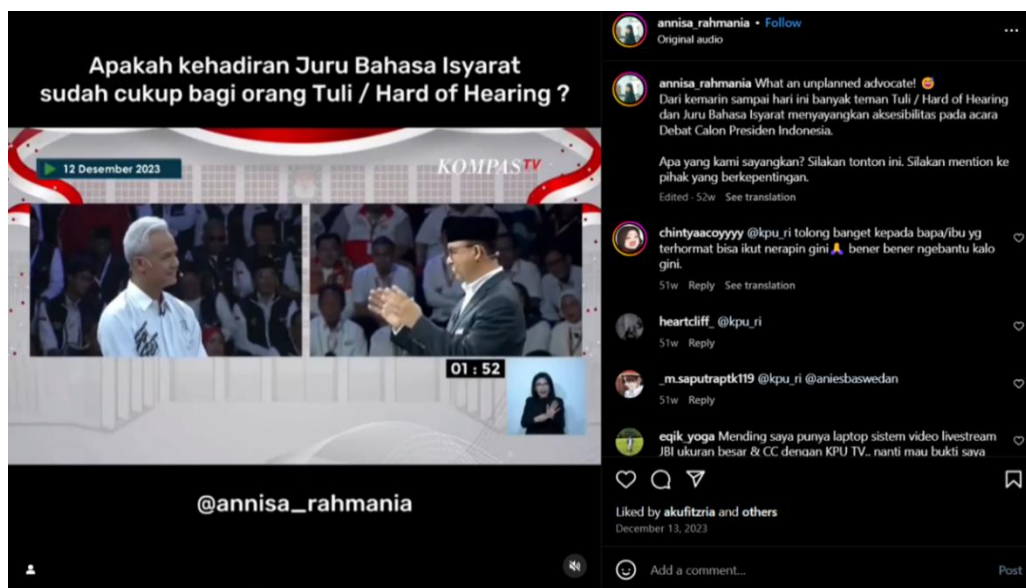 Apakah kehadiran Juru Bahasa Isyarat
sudah cukup bagi orang Tuli / Hard of Hearing ?
12 Desember 2023
KOMPAS TV
01 : 52
@annisa_rahmania
annisa_rahmania • Follow
Original audio
annisa_rahmania What an unplanned advocate! 😅
Dari kemarin sampai hari ini banyak teman Tuli / Hard of Hearing
dan Juru Bahasa Isyarat menyayangkan aksesibilitas pada acara
Debat Calon Presiden Indonesia.
Apa yang kami sayangkan? Silakan tonton ini. Silakan mention ke
pihak yang berkepentingan.
Edited · 52w See translation
chintyaacoyyyy @kpu_ri tolong banget kepada bapa/ibu yg
terhormat bisa ikut nerapin gini🙏 bener bener ngebantu kalo
gini.
51w Reply See translation
heartcliff_ @kpu_ri
51w Reply
_m.saputraptk119 @kpu_ri @aniesbaswedan
51w Reply
eqik_yoga Mending saya punya laptop sistem video livestream
JBI ukuran besar & CC dengan KPU TV.. nanti mau bukti saya
Liked by akufitzria and others
December 13, 2023
Add a comment...
Post